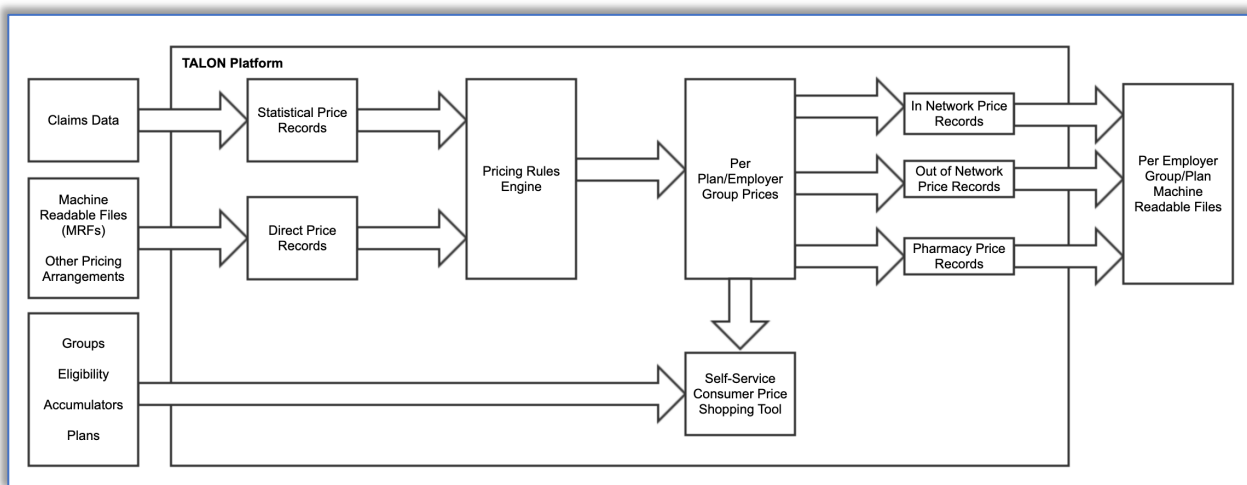 TALON Platform
Claims Data
Statistical Price
Records
Machine
Readable Files
(MRFs)
Other Pricing
Arrangements
Direct Price
Records
Pricing Rules
Engine
Per
Plan/Employer
Group Prices
In Network Price
Records
Out of Network
Price Records
Pharmacy Price
Records
Per Employer
Group/Plan
Machine
Readable Files
Groups
Eligibility
Accumulators
Plans
Self-Service
Consumer Price
Shopping Tool